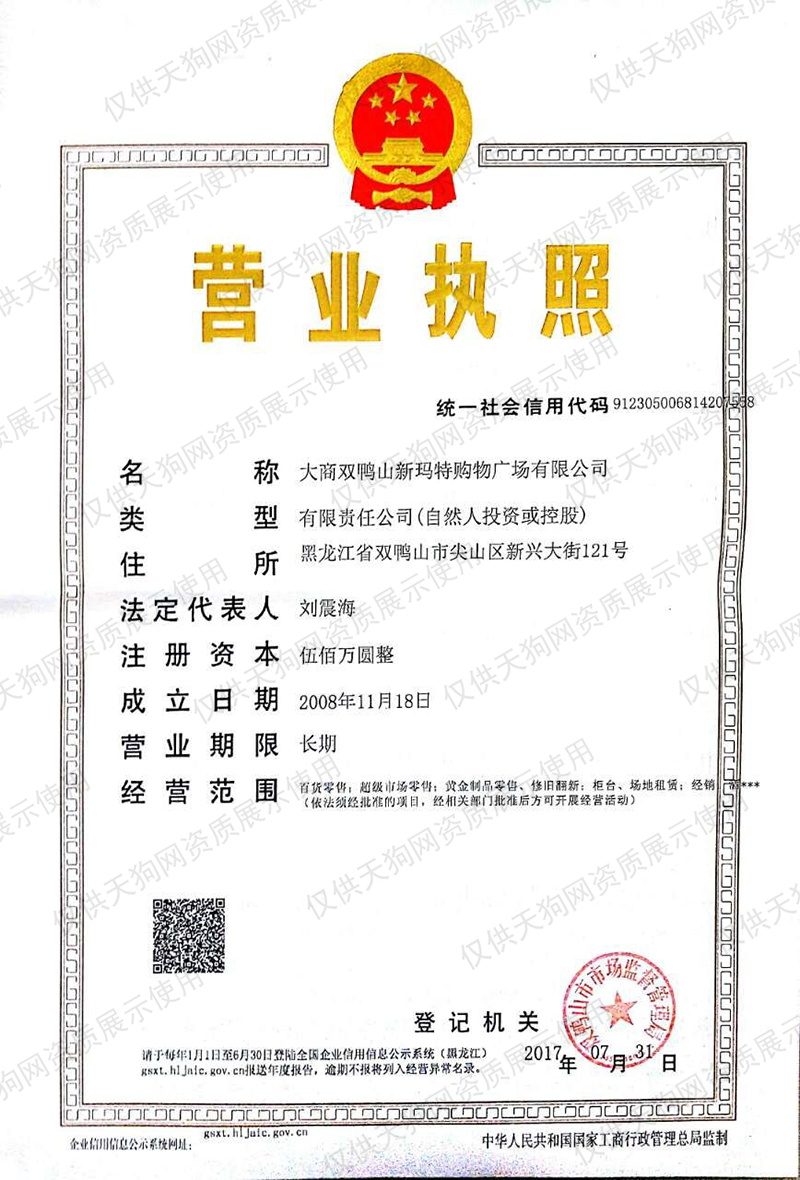 营业执照
统一社会信用代码 912305006814207558
名称 大商双鸭山新玛特购物广场有限公司
类型 有限责任公司(自然人投资或控股)
住所 黑龙江省双鸭山市尖山区新兴大街121号
法定代表人 刘震海
注册资本 伍佰万圆整
成立日期 2008年11月18日
营业期限 长期
经营范围 百货零售；超级市场零售；黄金制品零售、修旧翻新；柜台、场地租赁；经销：***
（依法须经批准的项目，经相关部门批准后方可开展经营活动）
双鸭山市市场监督管理局
登记机关
2017年07月31日
请于每年1月1日至6月30日登陆全国企业信用信息公示系统（黑龙江）
gsxt.hljaic.gov.cn报送年度报告，逾期不报将列入经营异常名录。
企业信用信息公示系统网址：gsxt.hljaic.gov.cn
中华人民共和国国家工商行政管理总局监制
仅供天狗网资质展示使用